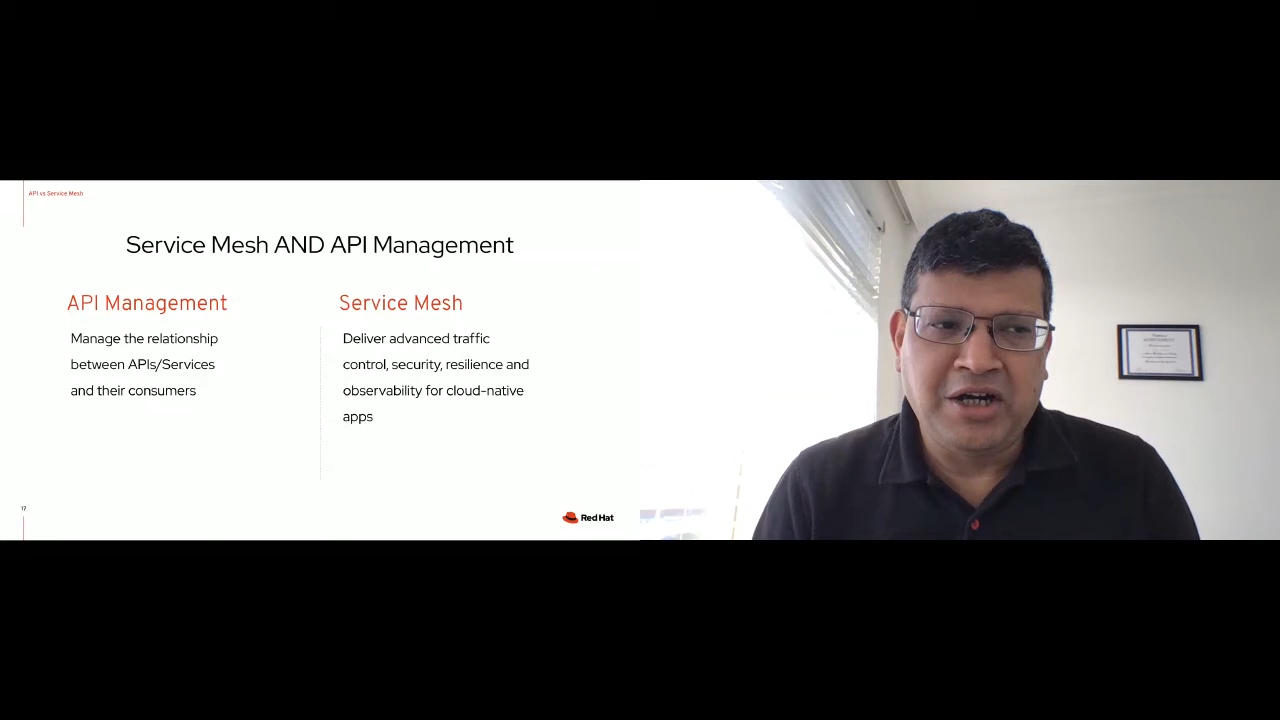 API vs Service Mesh
Service Mesh AND API Management
API Management
Manage the relationship
between APIs/Services
and their consumers
Service Mesh
Deliver advanced traffic
control, security, resilience and
observability for cloud-native
apps
17
Red Hat